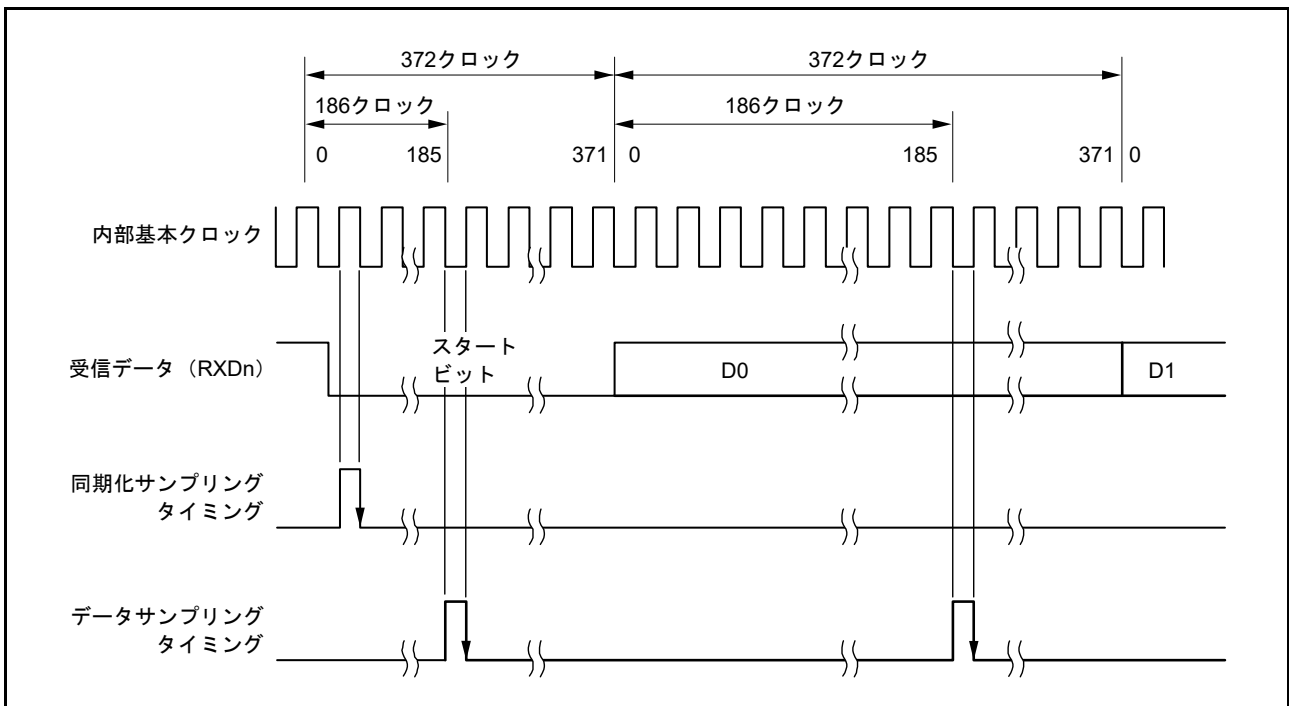 372クロック 372クロック
186クロック 186クロック
0 185 371 0 185 371 0
内部基本クロック
受信データ（RXDn）
スタート
ビット
D0 D1
同期化サンプリング
タイミング
データサンプリング
タイミング